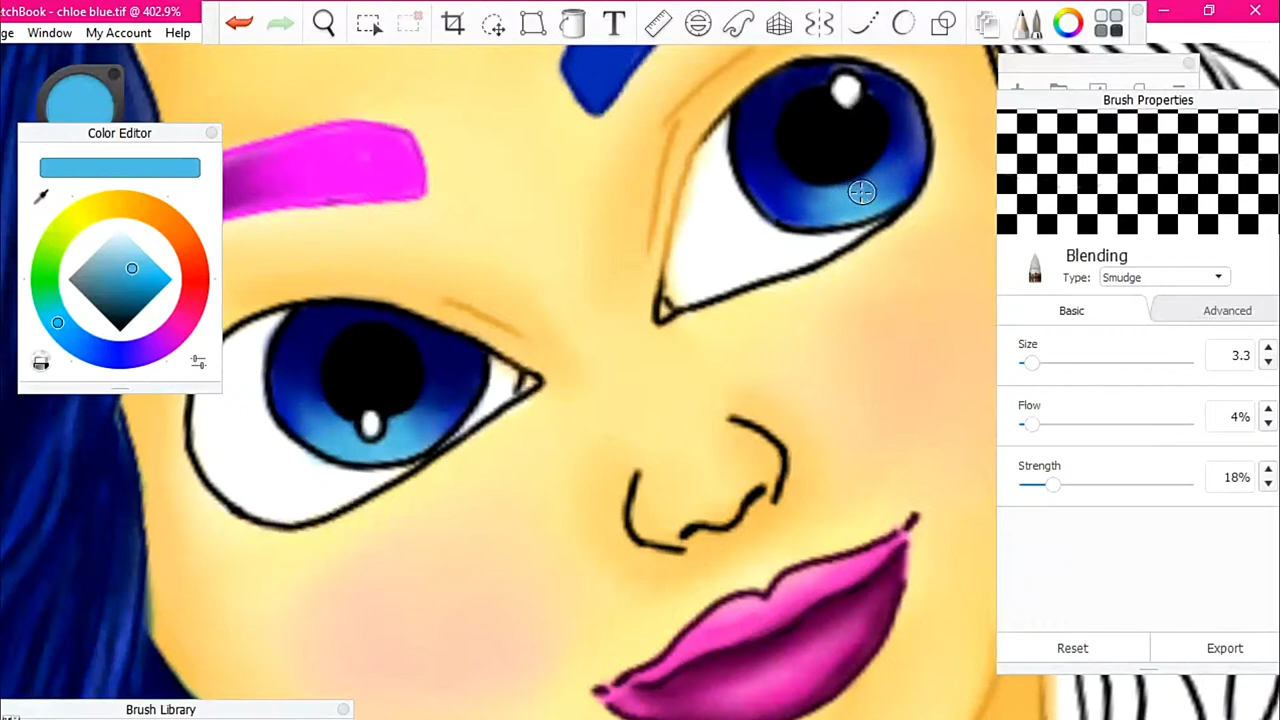 tchBook - chloe blue.tif @ 402.9%
ge Window My Account Help
T
Color Editor
Brush Properties
Blending
Type: Smudge
Basic Advanced
Size
3.3
Flow
4%
Strength
18%
Reset Export
Brush Library